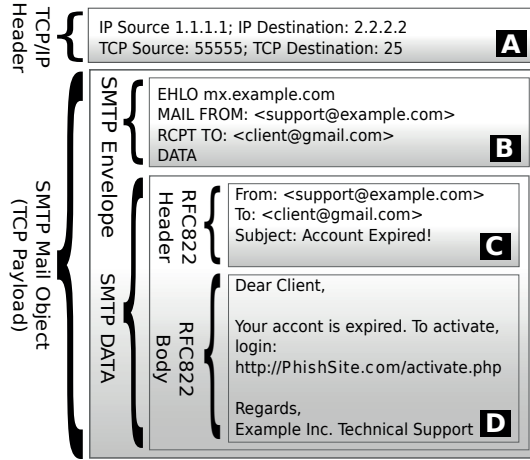 TCP/IP
Header
IP Source 1.1.1.1; IP Destination: 2.2.2.2
TCP Source: 55555; TCP Destination: 25
A
SMTP Mail Object
(TCP Payload)
SMTP Envelope
EHLO mx.example.com
MAIL FROM: <support@example.com>
RCPT TO: <client@gmail.com>
DATA
B
SMTP DATA
RFC822
Header
From: <support@example.com>
To: <client@gmail.com>
Subject: Account Expired!
C
RFC822
Body
Dear Client,
Your accont is expired. To activate,
login:
http://PhishSite.com/activate.php
Regards,
Example Inc. Technical Support
D